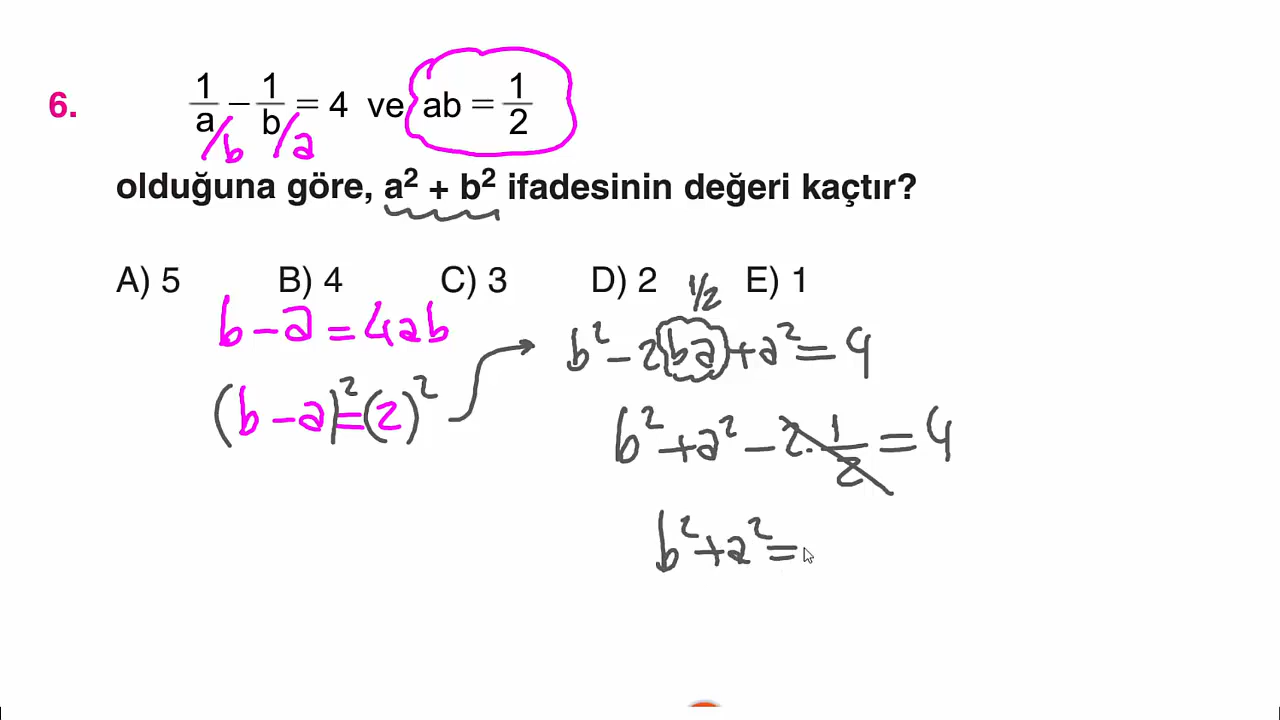 6. 1/a − 1/b = 4 ve ab = 1/2
/b /a
olduğuna göre, a² + b² ifadesinin değeri kaçtır?
A) 5 B) 4 C) 3 D) 2 E) 1
1/2
b − a = 4ab
b² − 2ba + a² = 4
(b − a)² = (2)²
b² + a² − 2 · 1/2 = 4
b² + a² =